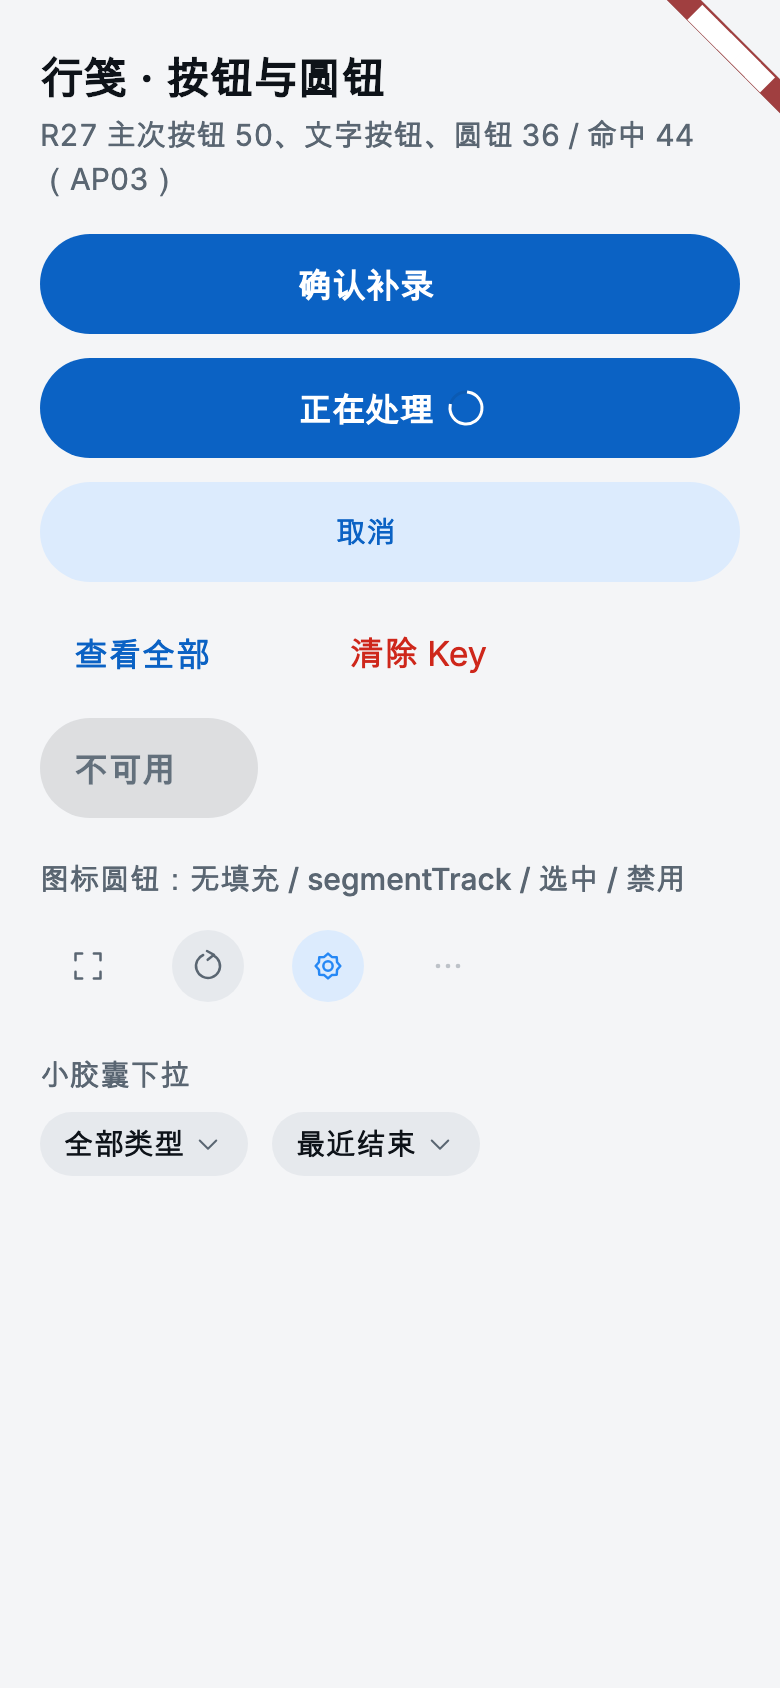 行笺 · 按钮与圆钮
R27 主次按钮 50、文字按钮、圆钮 36 / 命中 44
（ AP03 ）
确认补录
正在处理
取消
查看全部
清除 Key
不可用
图标圆钮：无填充 / segmentTrack / 选中 / 禁用
小胶囊下拉
全部类型
最近结束